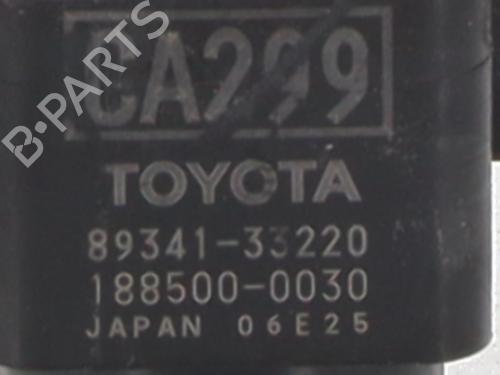 CA299
TOYOTA
89341-33220
188500-0030
JAPAN 06E25
B-PARTS